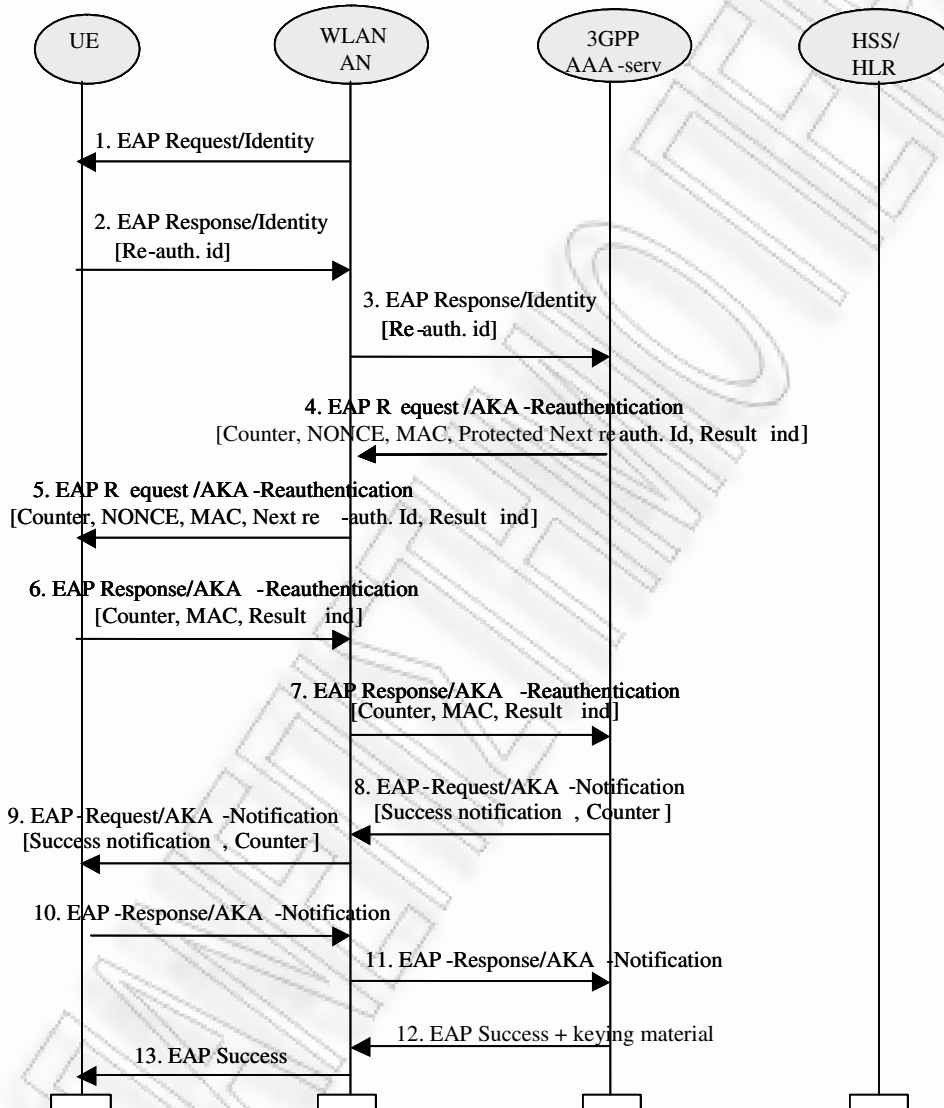 UE
WLAN
AN
3GPP
AAA-serv
HSS/
HLR
1. EAP Request/Identity
2. EAP Response/Identity
[Re-auth. id]
3. EAP Response/Identity
[Re-auth. id]
4. EAP R equest /AKA -Reauthentication
[Counter, NONCE, MAC, Protected Next re auth. Id, Result ind]
5. EAP R equest /AKA -Reauthentication
[Counter, NONCE, MAC, Next re -auth. Id, Result ind]
6. EAP Response/AKA -Reauthentication
[Counter, MAC, Result ind]
7. EAP Response/AKA -Reauthentication
[Counter, MAC, Result ind]
8. EAP-Request/AKA -Notification
[Success notification , Counter ]
9. EAP-Request/AKA -Notification
[Success notification , Counter ]
10. EAP -Response/AKA -Notification
11. EAP -Response/AKA -Notification
12. EAP Success + keying material
13. EAP Success